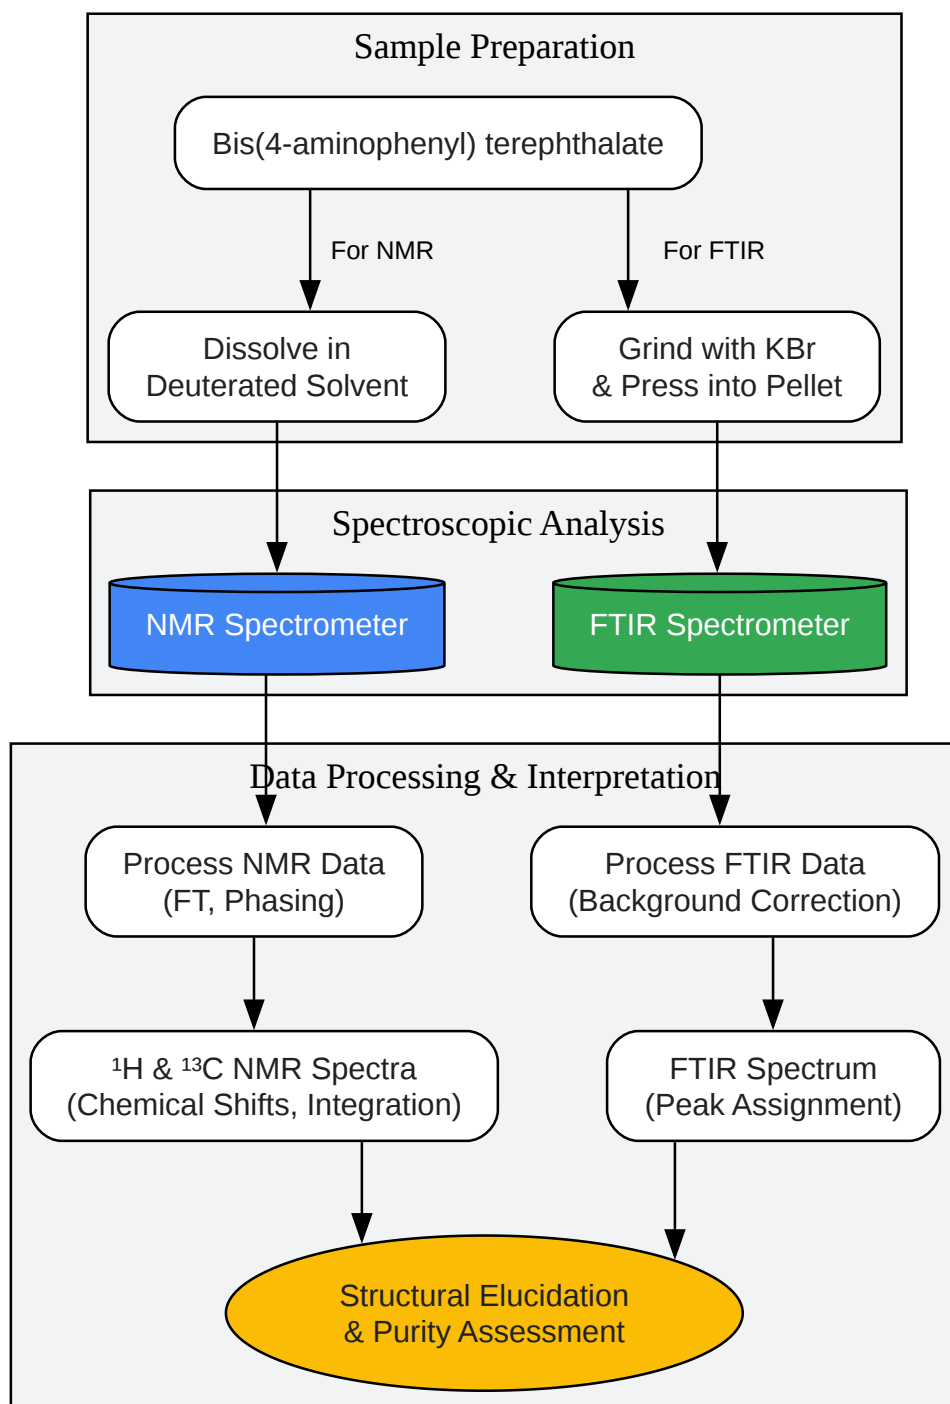 Sample Preparation
Bis(4-aminophenyl) terephthalate
For NMR
For FTIR
Dissolve in
Deuterated Solvent
Grind with KBr
& Press into Pellet
Spectroscopic Analysis
NMR Spectrometer
FTIR Spectrometer
Data Processing & Interpretation
Process NMR Data
(FT, Phasing)
Process FTIR Data
(Background Correction)
¹H & ¹³C NMR Spectra
(Chemical Shifts, Integration)
FTIR Spectrum
(Peak Assignment)
Structural Elucidation
& Purity Assessment